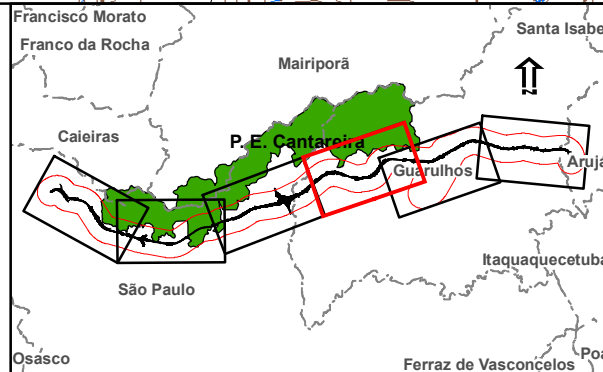 Francisco Morato
Santa Isabe
Franco da Rocha
Mairiporã
Caieiras
P. E. Cantareira
Guarulhos
Arujá
Itaquaquecetuba
São Paulo
Osasco
Ferraz de Vasconcelos
Poa